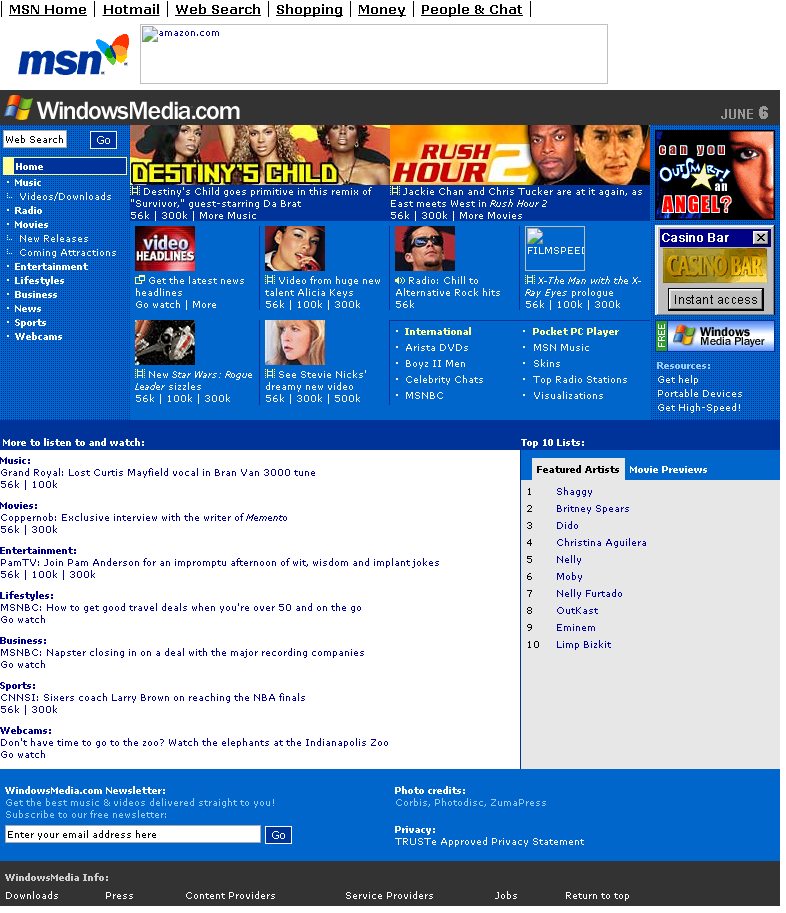 MSN Home | Hotmail | Web Search | Shopping | Money | People & Chat |
msn
amazon.com
WindowsMedia.com
JUNE 6
Web Search Go
Home
Music
Videos/Downloads
Radio
Movies
New Releases
Coming Attractions
Entertainment
Lifestyles
Business
News
Sports
Webcams
DESTINY'S CHILD
Destiny's Child goes primitive in this remix of
"Survivor," guest-starring Da Brat
56k | 300k | More Music
RUSH
HOUR 2
Jackie Chan and Chris Tucker are at it again, as
East meets West in Rush Hour 2
56k | 300k | More Movies
video
HEADLINES
Get the latest news
headlines
Go watch | More
Video from huge new
talent Alicia Keys
56k | 100k | 300k
Radio: Chill to
Alternative Rock hits
56k
FILMSPEED
X-The Man with the X-
Ray Eyes prologue
56k | 100k | 300k
New Star Wars: Rogue
Leader sizzles
56k | 100k | 300k
See Stevie Nicks'
dreamy new video
56k | 300k | 500k
International
Arista DVDs
Boyz II Men
Celebrity Chats
MSNBC
Pocket PC Player
MSN Music
Skins
Top Radio Stations
Visualizations
can you
OutSmart!
an
ANGEL?
Casino Bar
CASINO BAR
Instant access
FREE
Windows
Media Player
Resources:
Get help
Portable Devices
Get High-Speed!
More to listen to and watch:
Music:
Grand Royal: Lost Curtis Mayfield vocal in Bran Van 3000 tune
56k | 100k
Movies:
Coppernob: Exclusive interview with the writer of Memento
56k | 300k
Entertainment:
PamTV: Join Pam Anderson for an impromptu afternoon of wit, wisdom and implant jokes
56k | 100k | 300k
Lifestyles:
MSNBC: How to get good travel deals when you're over 50 and on the go
Go watch
Business:
MSNBC: Napster closing in on a deal with the major recording companies
Go watch
Sports:
CNNSI: Sixers coach Larry Brown on reaching the NBA finals
56k | 300k
Webcams:
Don't have time to go to the zoo? Watch the elephants at the Indianapolis Zoo
Go watch
Top 10 Lists:
Featured Artists Movie Previews
1 Shaggy
2 Britney Spears
3 Dido
4 Christina Aguilera
5 Nelly
6 Moby
7 Nelly Furtado
8 OutKast
9 Eminem
10 Limp Bizkit
WindowsMedia.com Newsletter:
Get the best music & videos delivered straight to you!
Subscribe to our free newsletter:
Enter your email address here Go
Photo credits:
Corbis, Photodisc, ZumaPress
Privacy:
TRUSTe Approved Privacy Statement
WindowsMedia Info:
Downloads Press Content Providers Service Providers Jobs Return to top